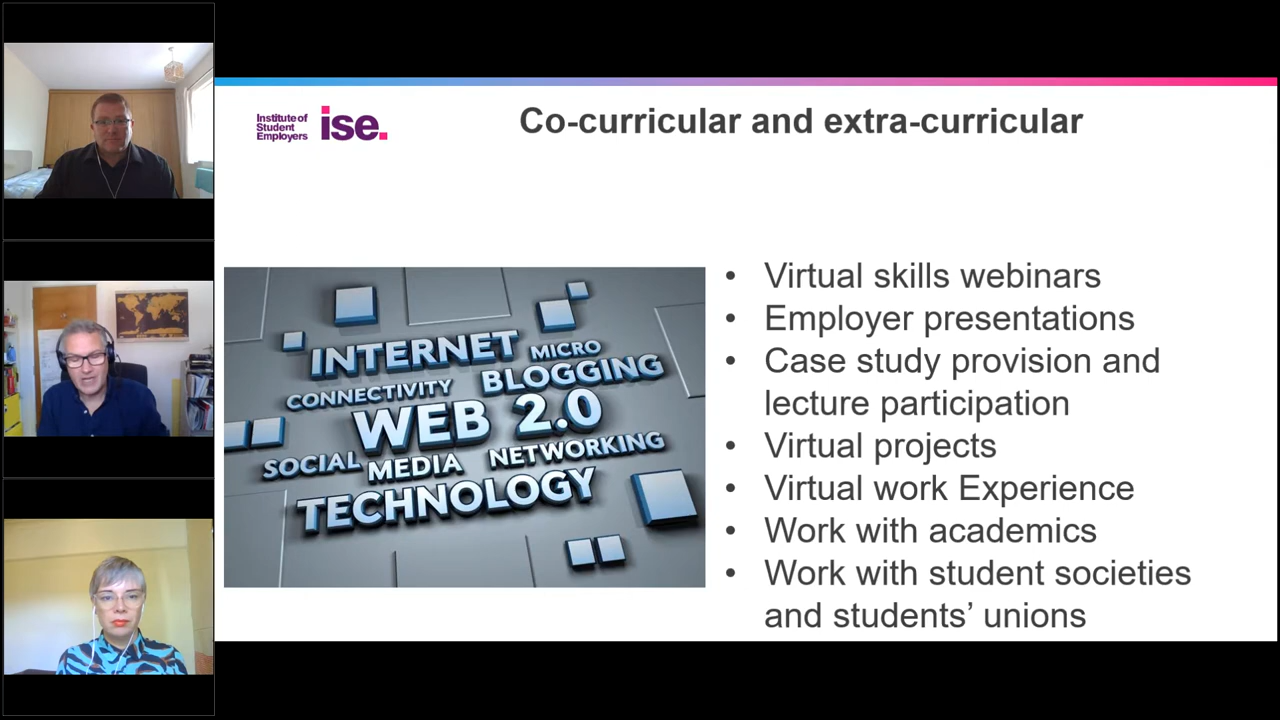 Institute of
Student
Employers
ise.
Co-curricular and extra-curricular
INTERNET
MICRO
CONNECTIVITY
BLOGGING
WEB 2.0
SOCIAL
MEDIA
NETWORKING
TECHNOLOGY
• Virtual skills webinars
• Employer presentations
• Case study provision and
lecture participation
• Virtual projects
• Virtual work Experience
• Work with academics
• Work with student societies
and students’ unions